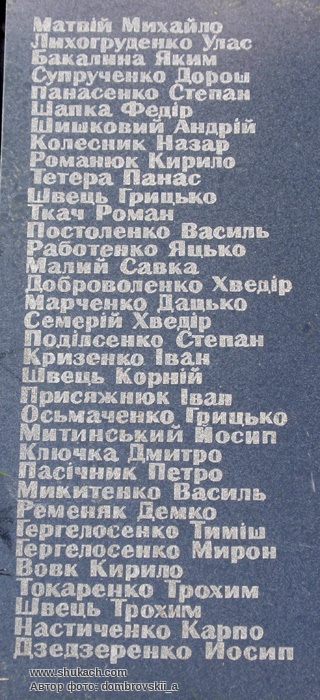 Матвій Михайло
Лихогруденко Улас
Бакалина Яким
Супрученко Дорош
Панасенко Степан
Шапка Федір
Шишковий Андрій
Колесник Назар
Романюк Кирило
Тетера Панас
Швець Грицько
Ткач Роман
Постоленко Василь
Работенко Яцько
Малий Савка
Доброволенко Хведір
Марченко Дацько
Семерій Хведір
Поділсенко Степан
Кризенко Іван
Швець Корній
Присяжнюк Іван
Осьмаченко Грицько
Митинський Йосип
Ключка Дмитро
Пасічник Петро
Микитенко Василь
Ременяк Демко
Гергелосенко Тиміш
Гергелосенко Мирон
Вовк Кирило
Токаренко Трохим
Швець Трохим
Настиченко Карпо
Дзедзеренко Йосип
www.shukach.com
Автор фото: dombrovskii_a